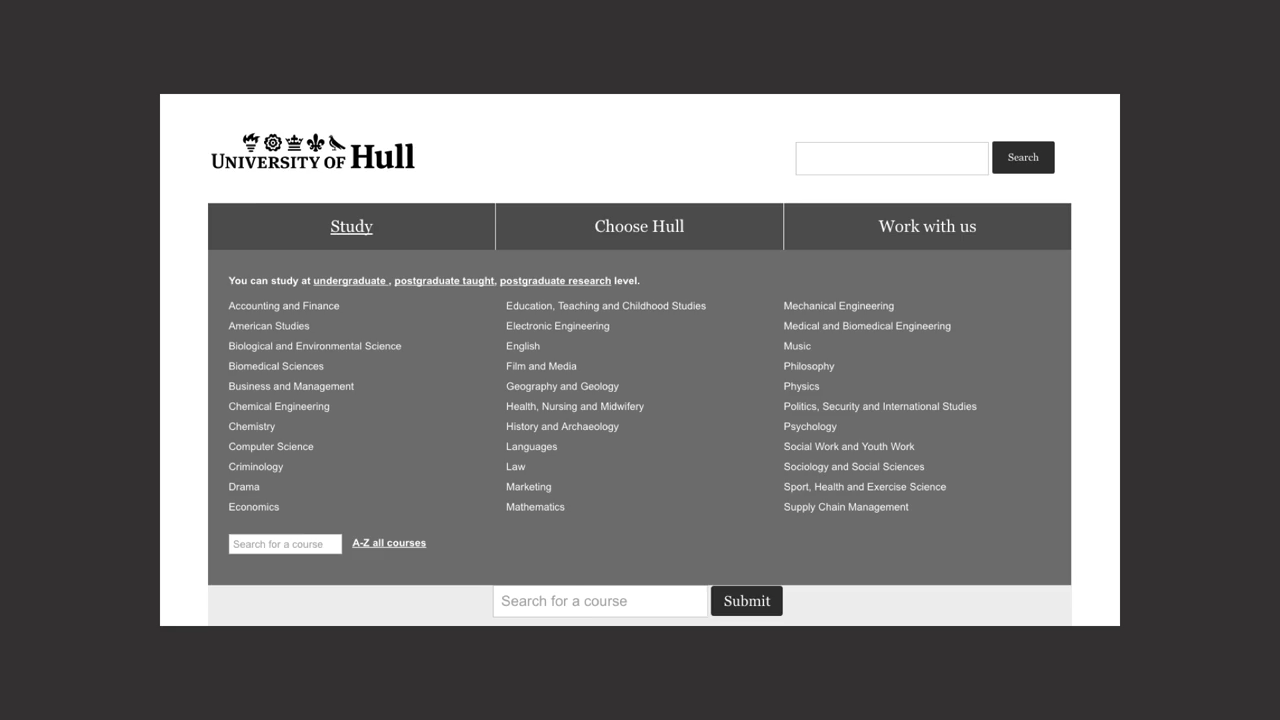 UNIVERSITY OF Hull
Search
Study
Choose Hull
Work with us
You can study at undergraduate , postgraduate taught, postgraduate research level.
Accounting and Finance
American Studies
Biological and Environmental Science
Biomedical Sciences
Business and Management
Chemical Engineering
Chemistry
Computer Science
Criminology
Drama
Economics
Education, Teaching and Childhood Studies
Electronic Engineering
English
Film and Media
Geography and Geology
Health, Nursing and Midwifery
History and Archaeology
Languages
Law
Marketing
Mathematics
Mechanical Engineering
Medical and Biomedical Engineering
Music
Philosophy
Physics
Politics, Security and International Studies
Psychology
Social Work and Youth Work
Sociology and Social Sciences
Sport, Health and Exercise Science
Supply Chain Management
Search for a course
A-Z all courses
Search for a course
Submit